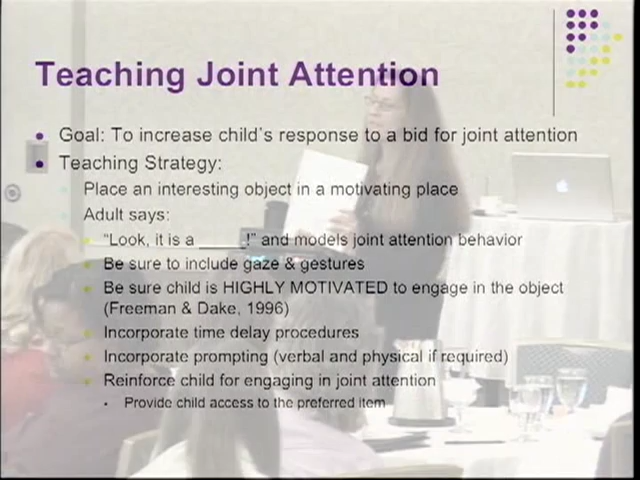 Teaching Joint Attention
Goal: To increase child's response to a bid for joint attention
Teaching Strategy:
Place an interesting object in a motivating place
Adult says:
"Look, it is a _____!" and models joint attention behavior
Be sure to include gaze & gestures
Be sure child is HIGHLY MOTIVATED to engage in the object
(Freeman & Dake, 1996)
Incorporate time delay procedures
Incorporate prompting (verbal and physical if required)
Reinforce child for engaging in joint attention
Provide child access to the preferred item